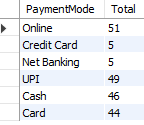 PaymentMode Total
Online 51
Credit Card 5
Net Banking 5
UPI 49
Cash 46
Card 44